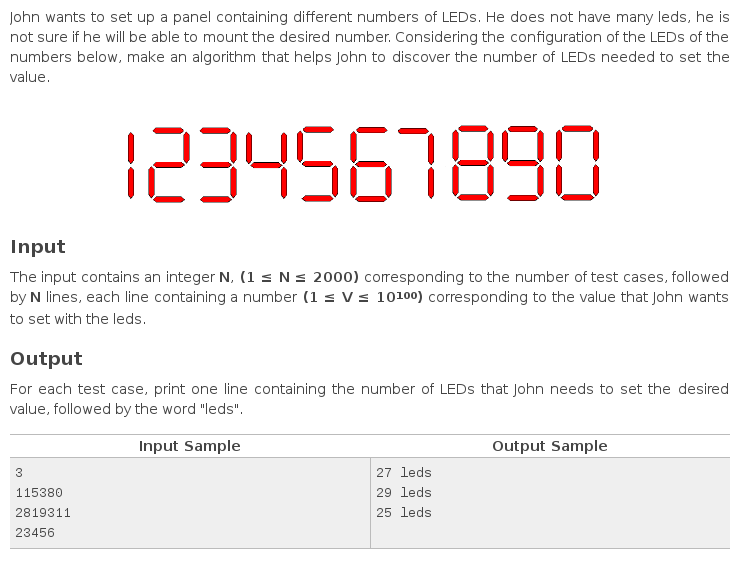 John wants to set up a panel containing different numbers of LEDs. He does not have many leds, he is
not sure if he will be able to mount the desired number. Considering the configuration of the LEDs of the
numbers below, make an algorithm that helps John to discover the number of LEDs needed to set the
value.
1234567890
Input
The input contains an integer N, (1 ≤ N ≤ 2000) corresponding to the number of test cases, followed
by N lines, each line containing a number (1 ≤ V ≤ 10¹⁰⁰) corresponding to the value that John wants
to set with the leds.
Output
For each test case, print one line containing the number of LEDs that John needs to set the desired
value, followed by the word "leds".
Input Sample Output Sample
3 27 leds
115380 29 leds
2819311 25 leds
23456